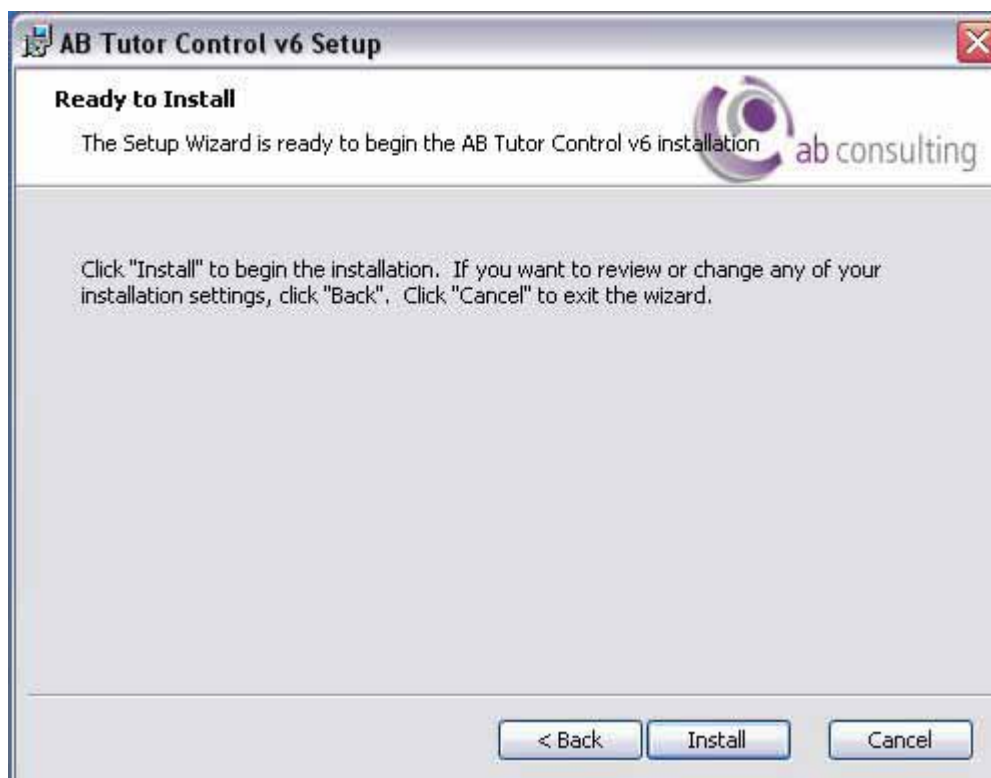 AB Tutor Control v6 Setup
Ready to Install
The Setup Wizard is ready to begin the AB Tutor Control v6 installation
ab consulting
Click "Install" to begin the installation.  If you want to review or change any of your
installation settings, click "Back".  Click "Cancel" to exit the wizard.
< Back
Install
Cancel